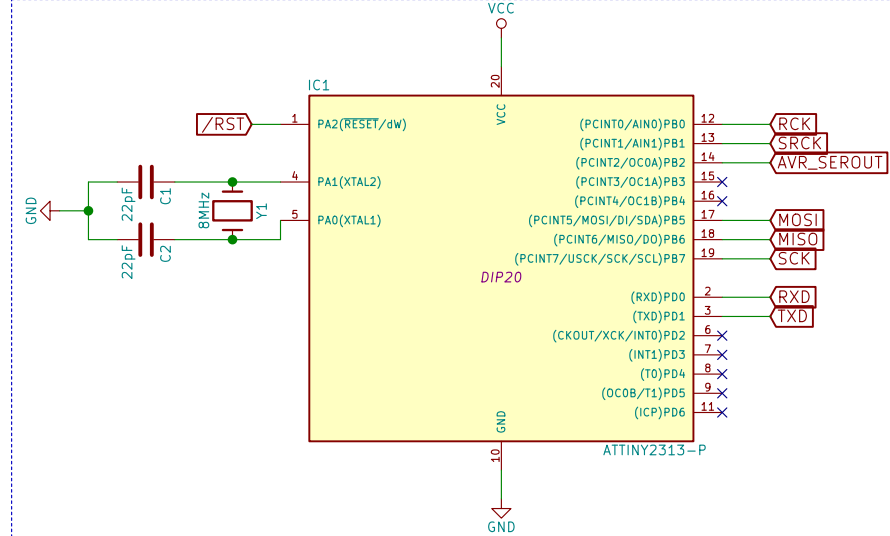 VCC
IC1
20
VCC
/RST
1
PA2(RESET/dW)
(PCINT0/AIN0)PB0
12
RCK
(PCINT1/AIN1)PB1
13
SRCK
(PCINT2/OC0A)PB2
14
AVR_SEROUT
22pF
C1
4
PA1(XTAL2)
(PCINT3/OC1A)PB3
15
(PCINT4/OC1B)PB4
16
GND
8MHz
Y1
5
PA0(XTAL1)
(PCINT5/MOSI/DI/SDA)PB5
17
MOSI
22pF
C2
(PCINT6/MISO/DO)PB6
18
MISO
(PCINT7/USCK/SCK/SCL)PB7
19
SCK
DIP20
(RXD)PD0
2
RXD
(TXD)PD1
3
TXD
(CKOUT/XCK/INT0)PD2
6
(INT1)PD3
7
(T0)PD4
8
(OC0B/T1)PD5
9
(ICP)PD6
11
GND
10
ATTINY2313-P
GND